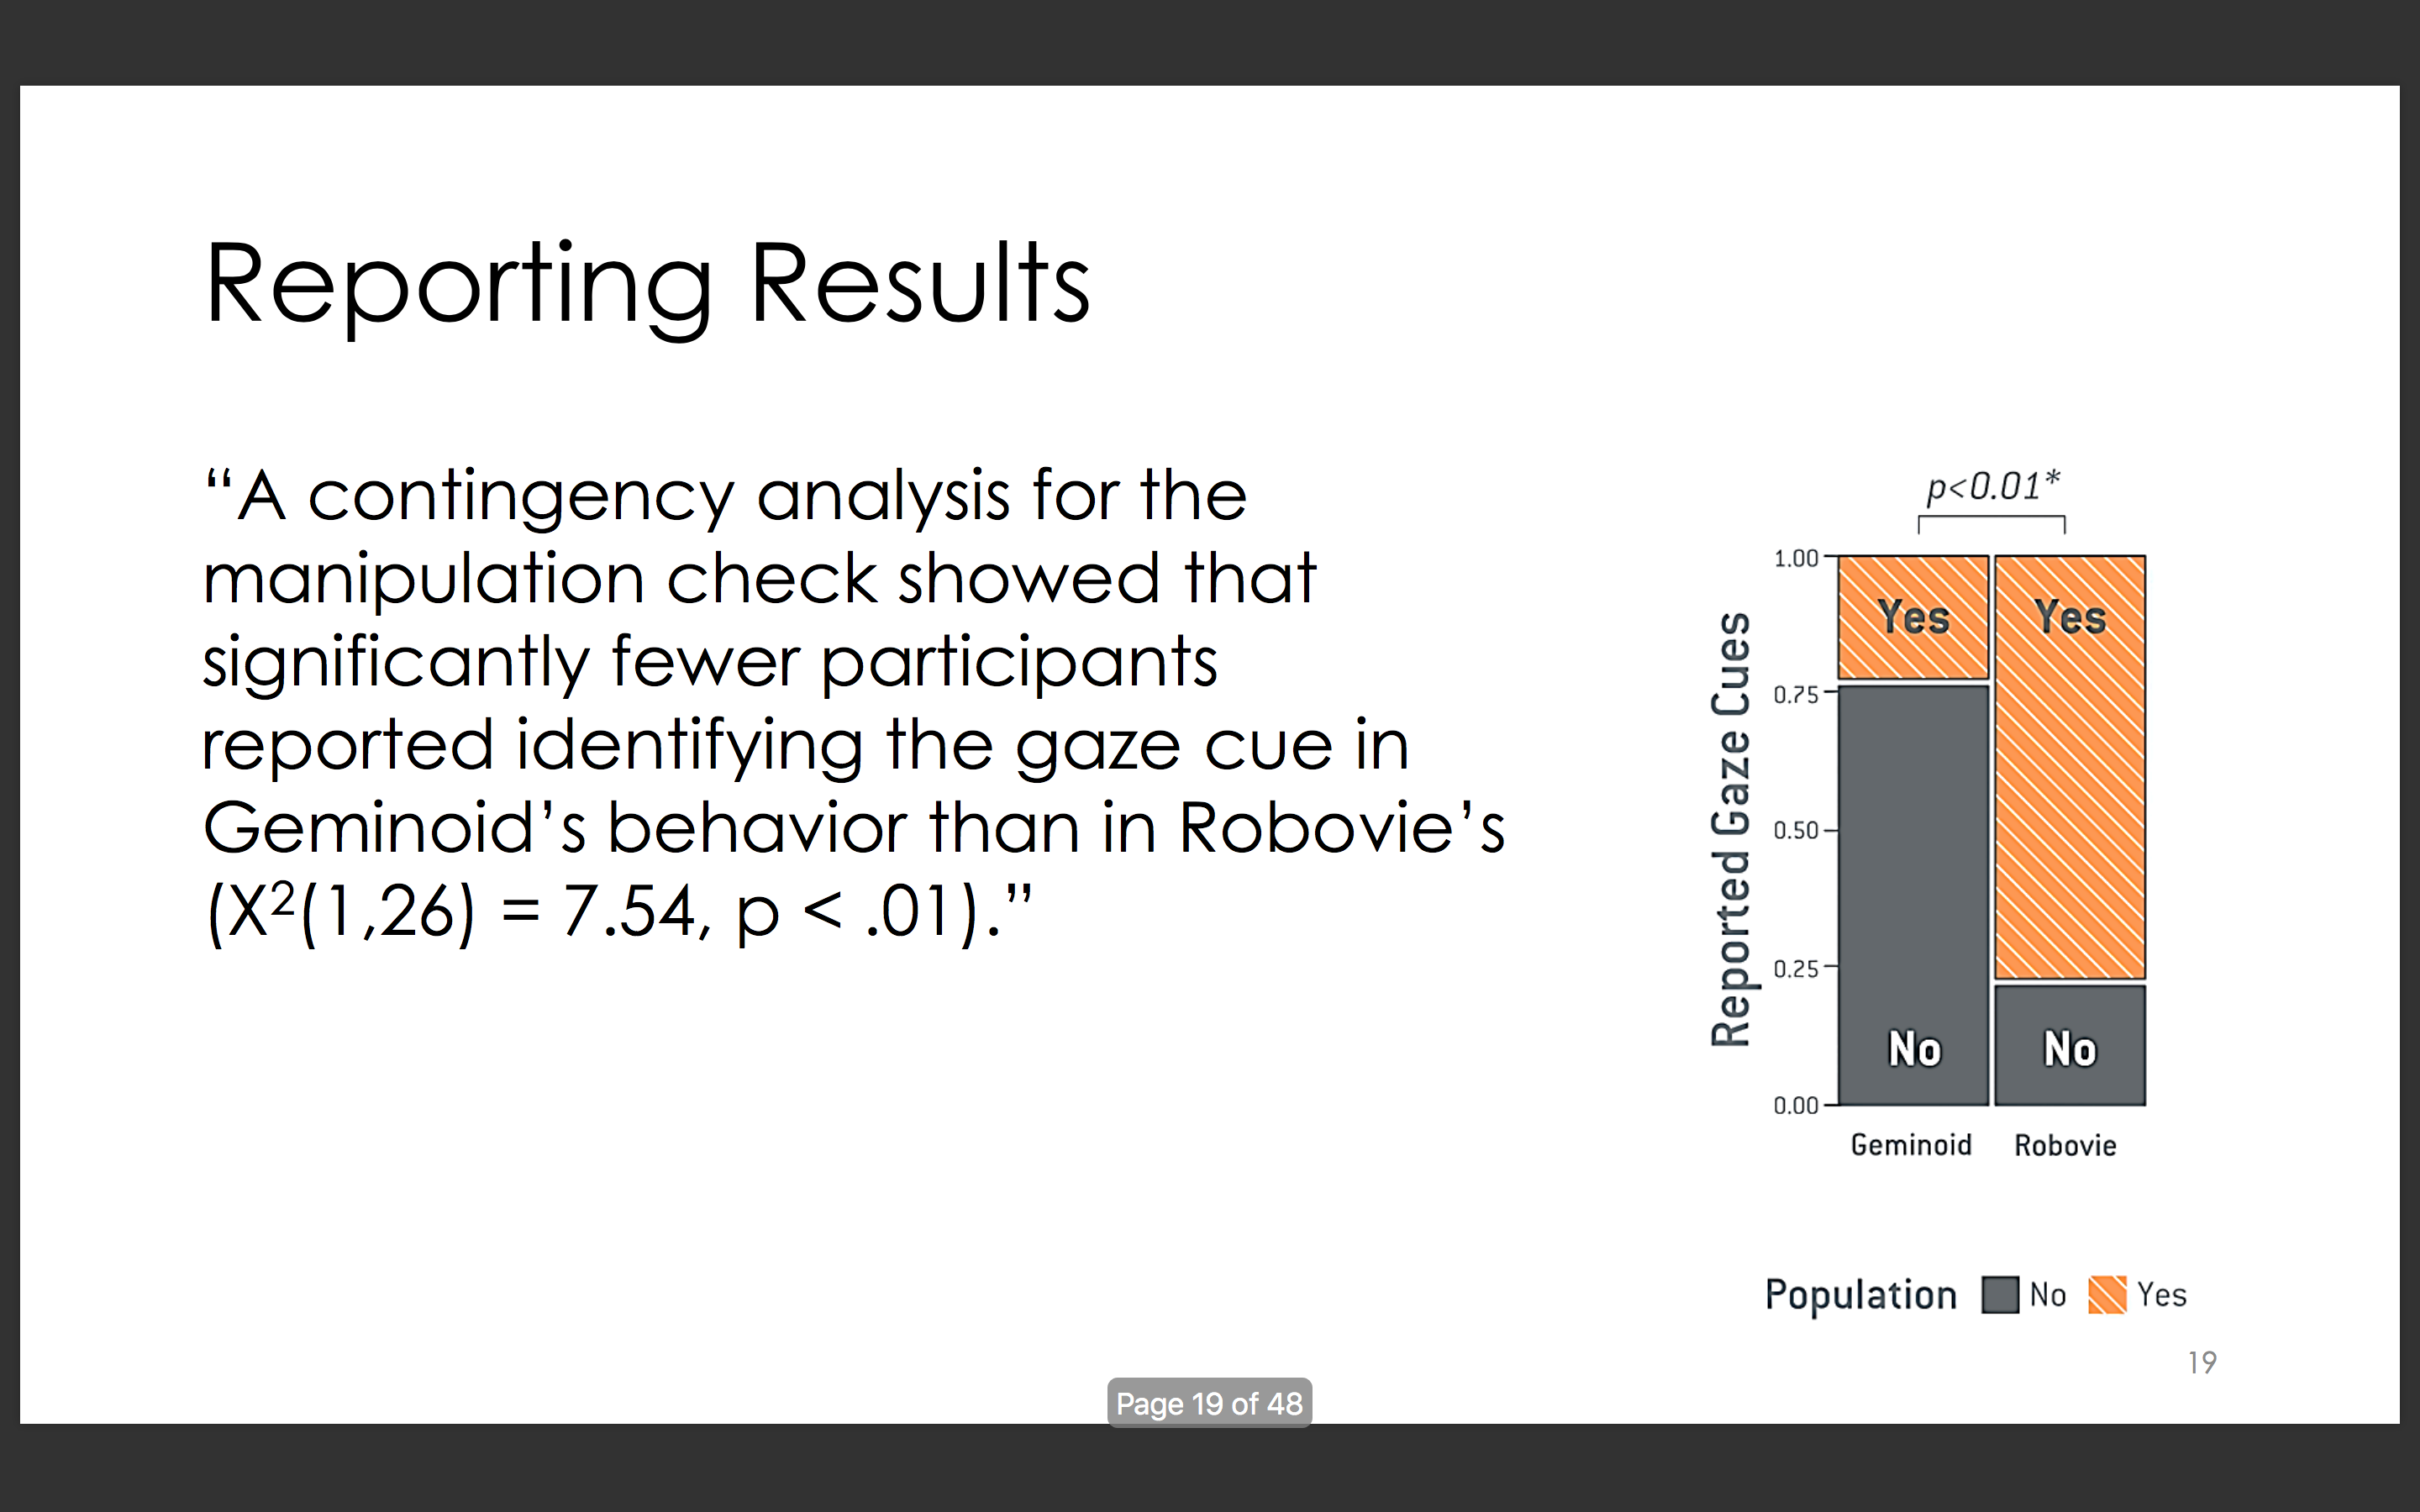 Reporting Results
“A contingency analysis for the
manipulation check showed that
significantly fewer participants
reported identifying the gaze cue in
Geminoid’s behavior than in Robovie’s
(X²(1,26) = 7.54, p < .01).”
p<0.01*
Reported Gaze Cues
1.00
0.75
0.50
0.25
0.00
Yes
Yes
No
No
Geminoid
Robovie
Population No Yes
19
Page 19 of 48